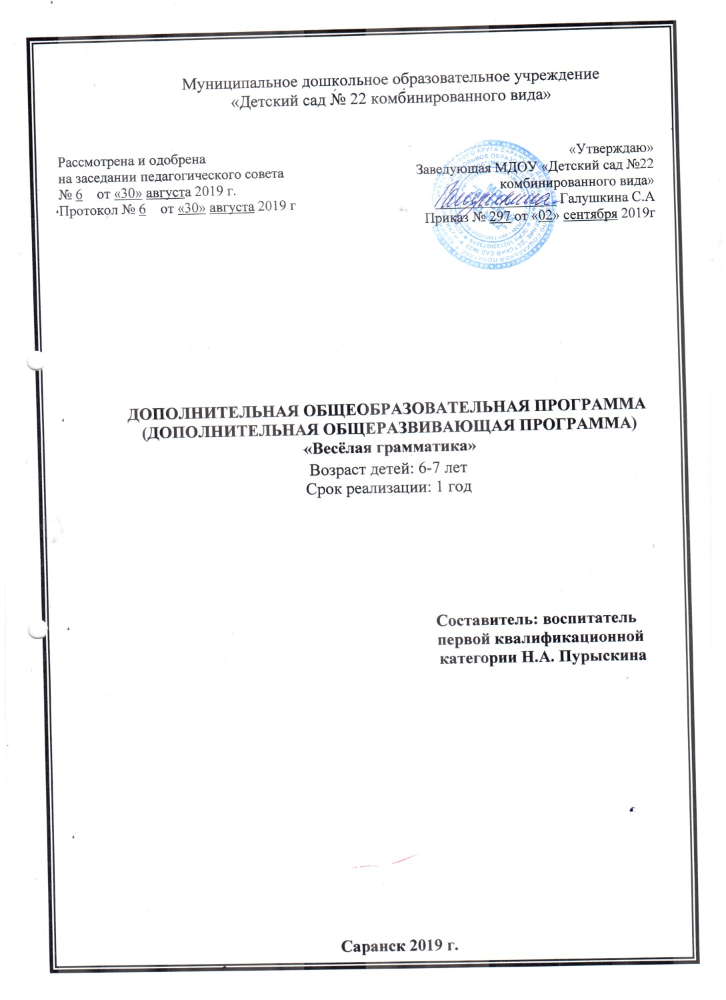 Муниципальное дошкольное образовательное учреждение
«Детский сад № 22 комбинированного вида»
Рассмотрена и одобрена
на заседании педагогического совета
№ 6 от «30» августа 2019 г.
Протокол № 6 от «30» августа 2019 г
«Утверждаю»
Заведующая МДОУ «Детский сад №22
комбинированного вида»
Галушкина С.А
Приказ № 297 от «02» сентября 2019г
ДОПОЛНИТЕЛЬНАЯ ОБЩЕОБРАЗОВАТЕЛЬНАЯ ПРОГРАММА
(ДОПОЛНИТЕЛЬНАЯ ОБЩЕРАЗВИВАЮЩАЯ ПРОГРАММА)
«Весёлая грамматика»
Возраст детей: 6-7 лет
Срок реализации: 1 год
Составитель: воспитатель
первой квалификационной
категории Н.А. Пурыскина
Саранск 2019 г.